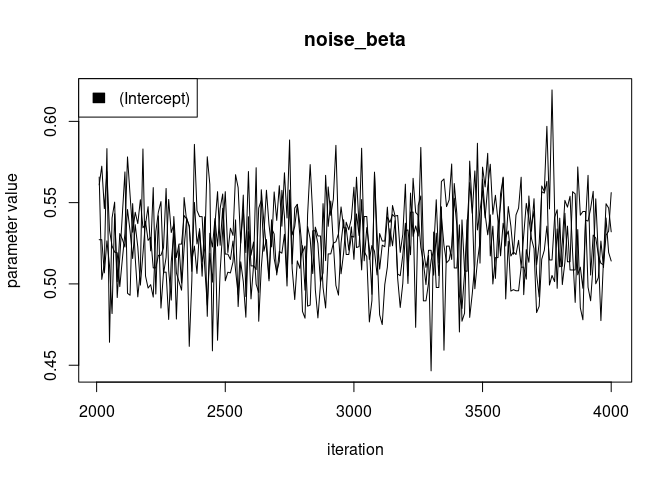 noise_beta
(Intercept)
parameter value
0.60
0.55
0.50
0.45
2000 2500 3000 3500 4000
iteration